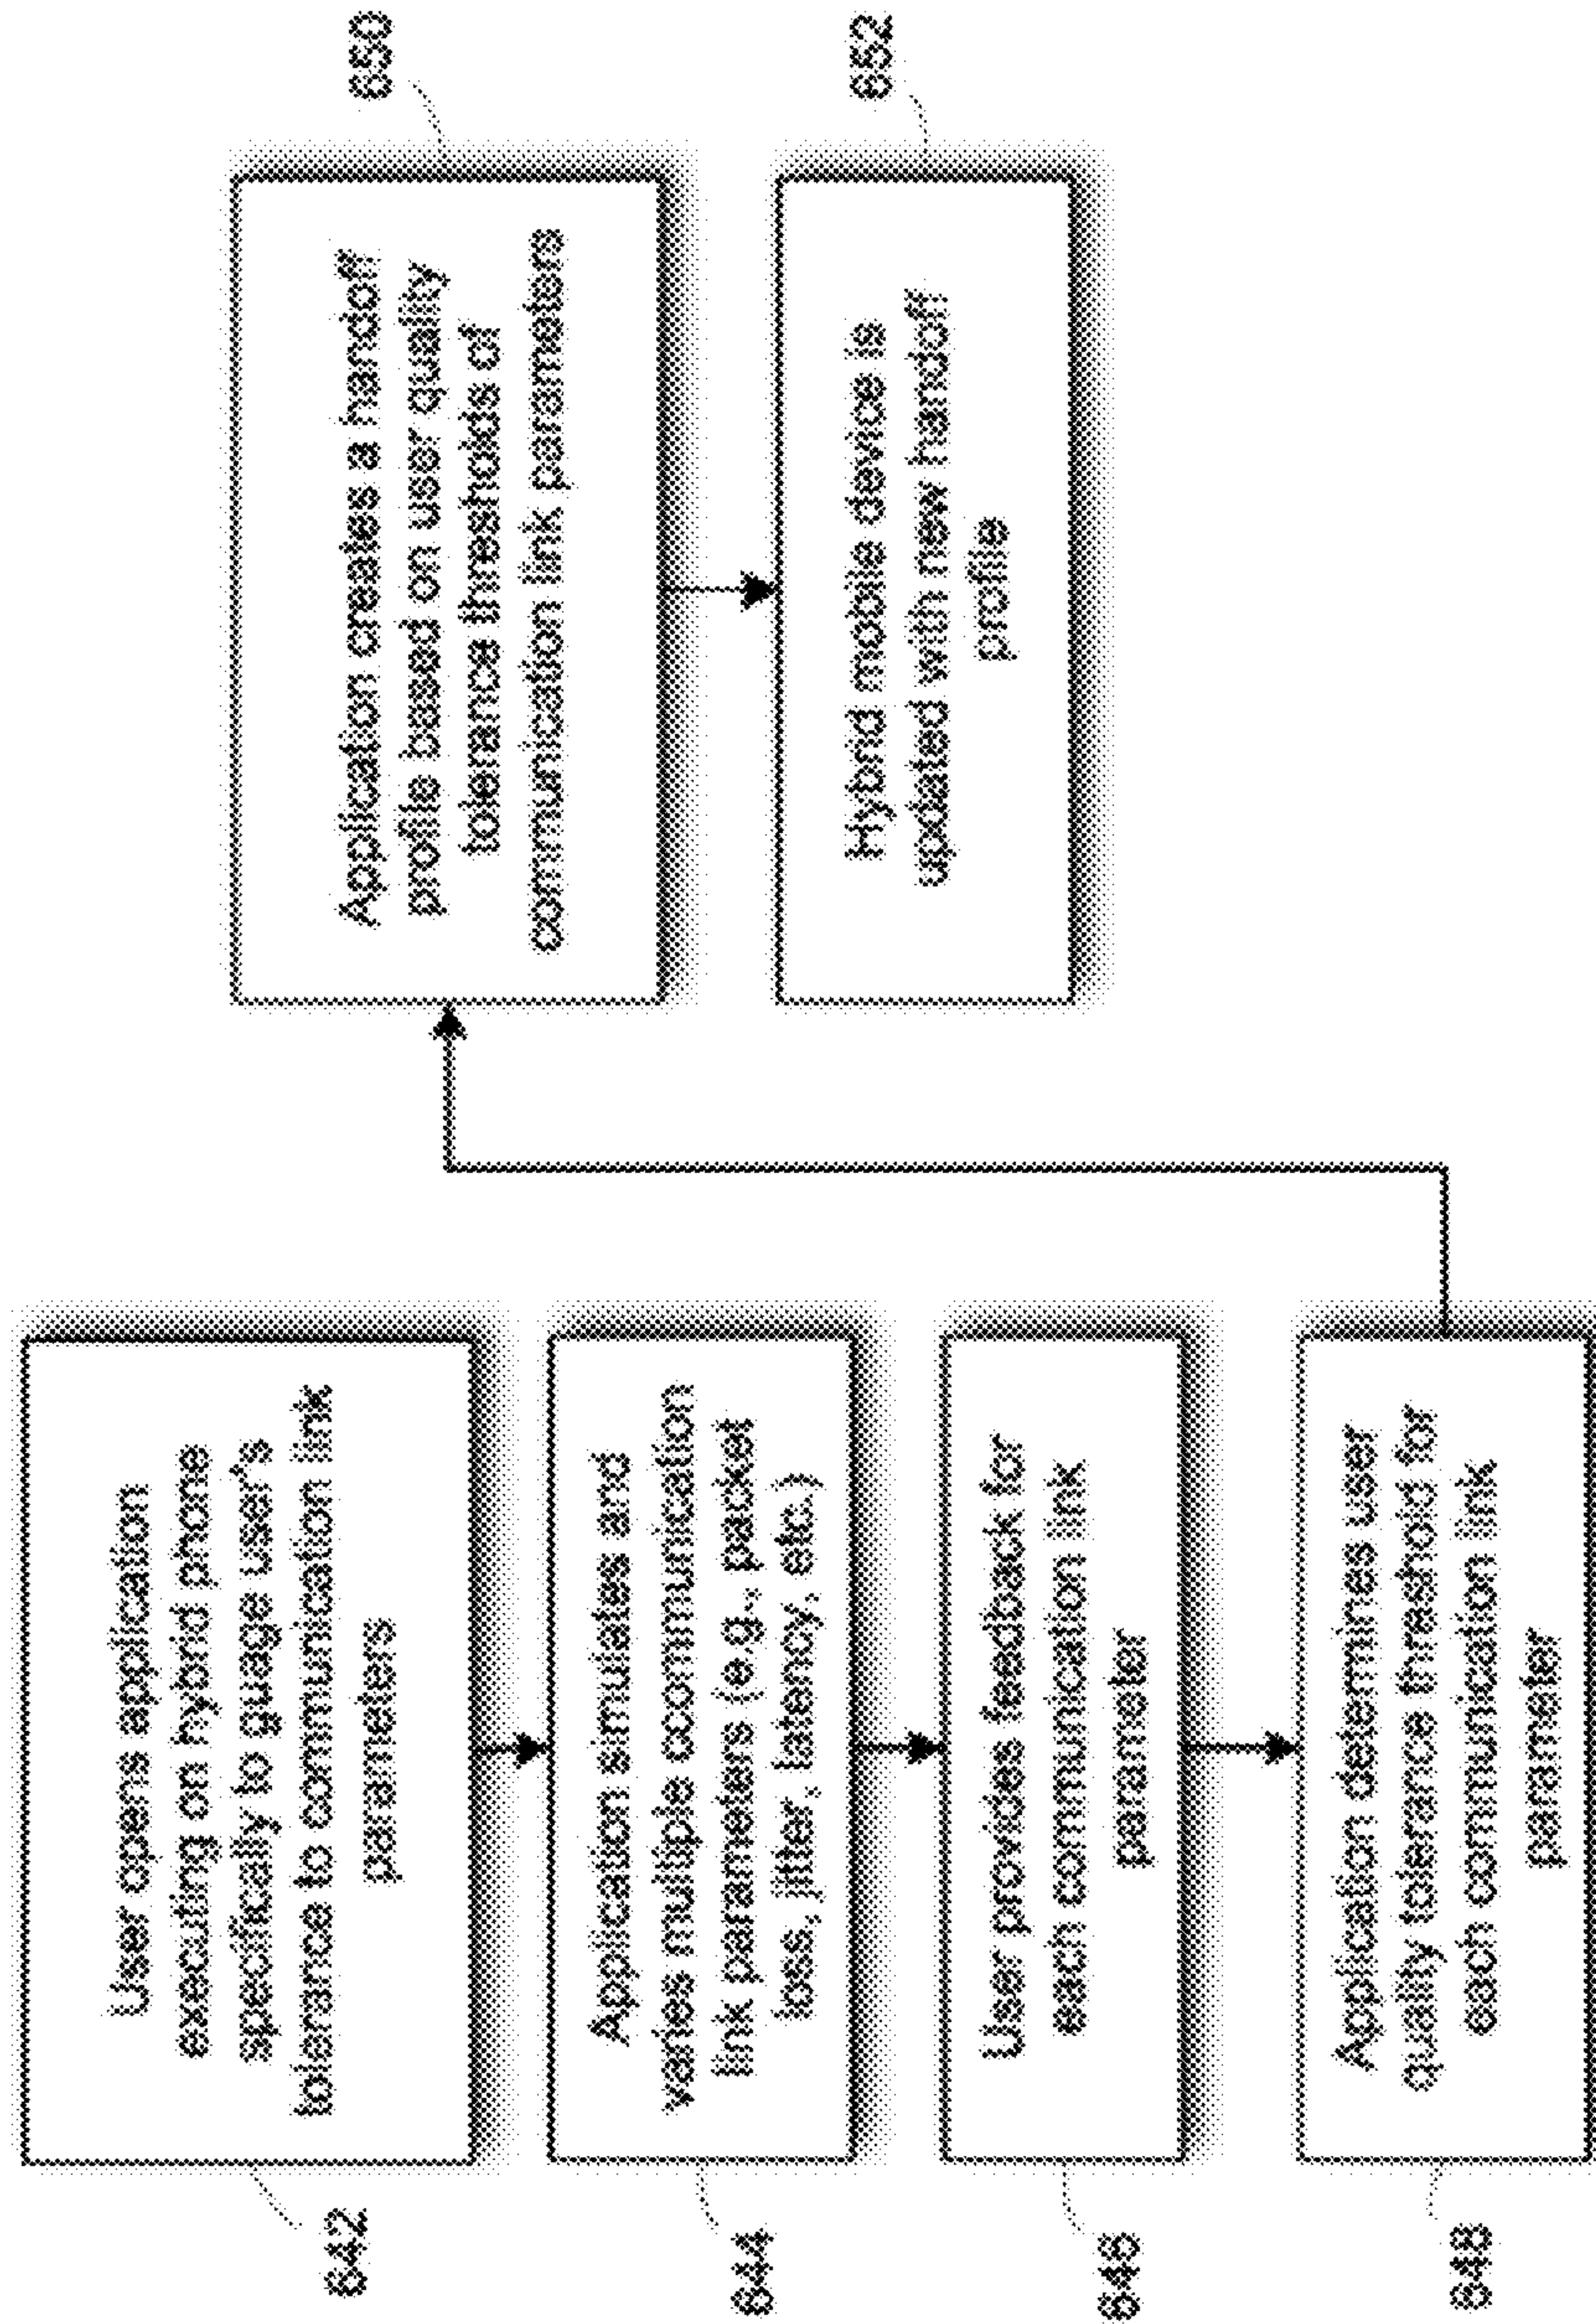 642
User opens application
executing on hybrid phone
specifically to guage user's
tolerance to communication link
parameters
644
Application simulates and
varies multiple communication
link parameters (e.g., packet
loss, jitter, latency, etc.)
646
User provides feedback for
each communication link
parameter
648
Application determines user
quality tolerance threshold for
each communication link
parameter
650
Application creates a handoff
profile based on user quality
tolerance thresholds of
communication link parameters
652
Hybrid mobile device is
updated with new handoff
profile